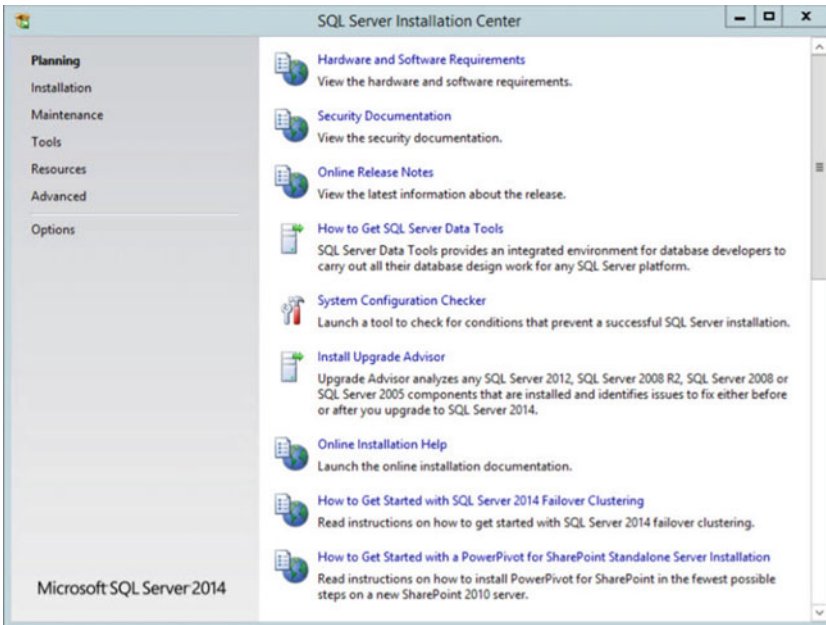 SQL Server Installation Center
Planning
Installation
Maintenance
Tools
Resources
Advanced
Options
Microsoft SQL Server 2014
Hardware and Software Requirements
View the hardware and software requirements.
Security Documentation
View the security documentation.
Online Release Notes
View the latest information about the release.
How to Get SQL Server Data Tools
SQL Server Data Tools provides an integrated environment for database developers to
carry out all their database design work for any SQL Server platform.
System Configuration Checker
Launch a tool to check for conditions that prevent a successful SQL Server installation.
Install Upgrade Advisor
Upgrade Advisor analyzes any SQL Server 2012, SQL Server 2008 R2, SQL Server 2008 or
SQL Server 2005 components that are installed and identifies issues to fix either before
or after you upgrade to SQL Server 2014.
Online Installation Help
Launch the online installation documentation.
How to Get Started with SQL Server 2014 Failover Clustering
Read instructions on how to get started with SQL Server 2014 failover clustering.
How to Get Started with a PowerPivot for SharePoint Standalone Server Installation
Read instructions on how to install PowerPivot for SharePoint in the fewest possible
steps on a new SharePoint 2010 server.